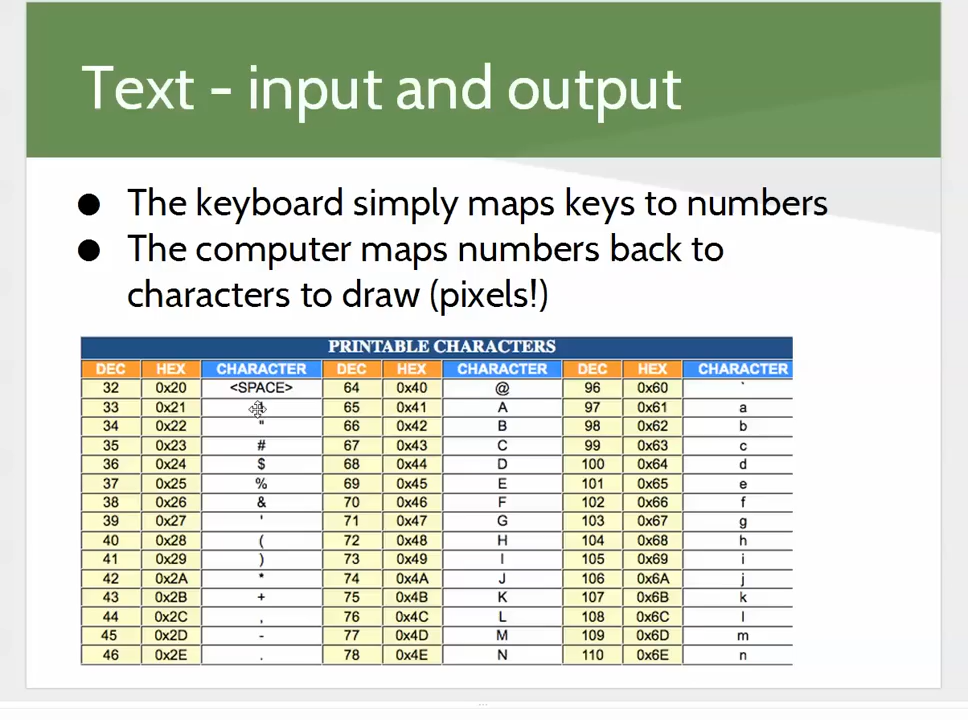 Text - input and output
● The keyboard simply maps keys to numbers
● The computer maps numbers back to
characters to draw (pixels!)
PRINTABLE CHARACTERS
DEC HEX CHARACTER DEC HEX CHARACTER DEC HEX CHARACTER
32 0x20 <SPACE> 64 0x40 @ 96 0x60 `
33 0x21 65 0x41 A 97 0x61 a
34 0x22 " 66 0x42 B 98 0x62 b
35 0x23 # 67 0x43 C 99 0x63 c
36 0x24 $ 68 0x44 D 100 0x64 d
37 0x25 % 69 0x45 E 101 0x65 e
38 0x26 & 70 0x46 F 102 0x66 f
39 0x27 ' 71 0x47 G 103 0x67 g
40 0x28 ( 72 0x48 H 104 0x68 h
41 0x29 ) 73 0x49 I 105 0x69 i
42 0x2A * 74 0x4A J 106 0x6A j
43 0x2B + 75 0x4B K 107 0x6B k
44 0x2C , 76 0x4C L 108 0x6C l
45 0x2D - 77 0x4D M 109 0x6D m
46 0x2E . 78 0x4E N 110 0x6E n